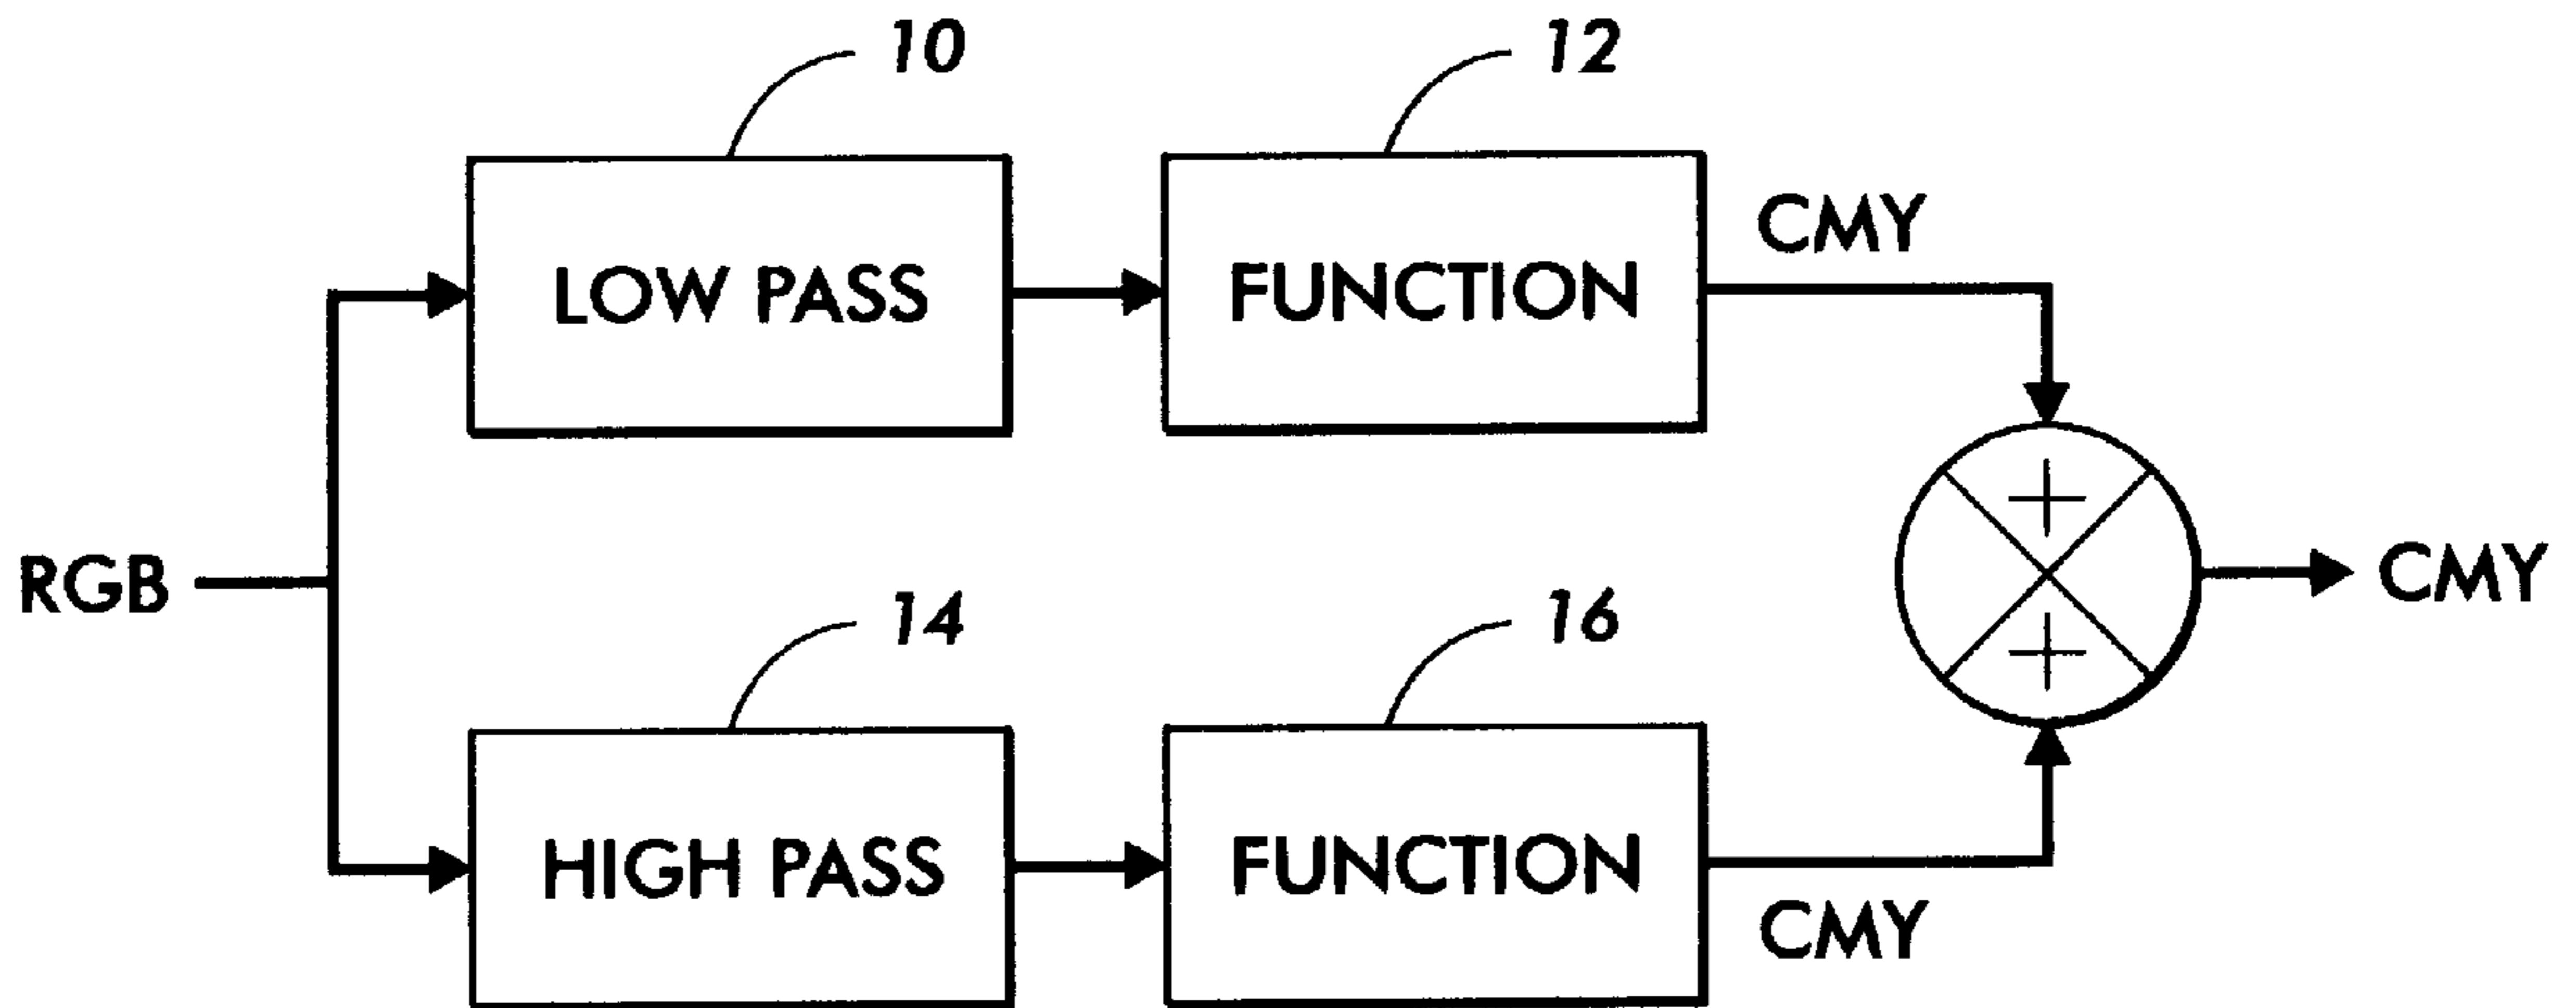 10
12
LOW PASS
FUNCTION
CMY
RGB
+
+
CMY
14
16
HIGH PASS
FUNCTION
CMY